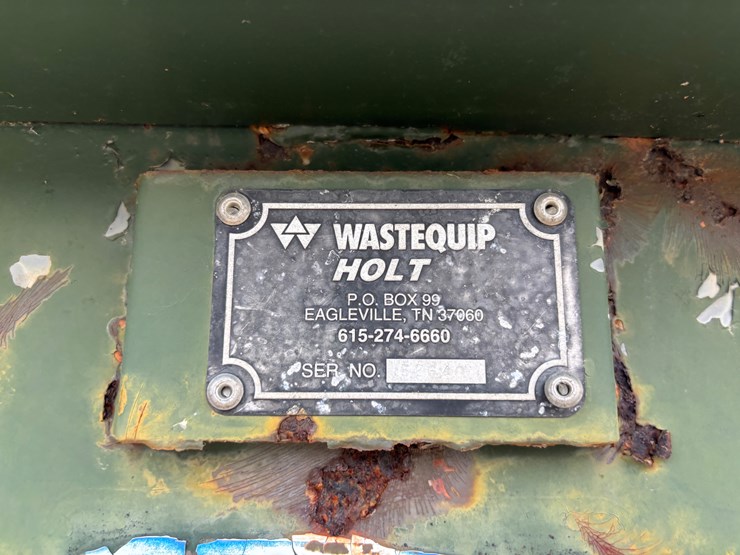 WASTEQUIP
HOLT
P.O. BOX 99
EAGLEVILLE, TN 37060
615-274-6660
SER. NO.